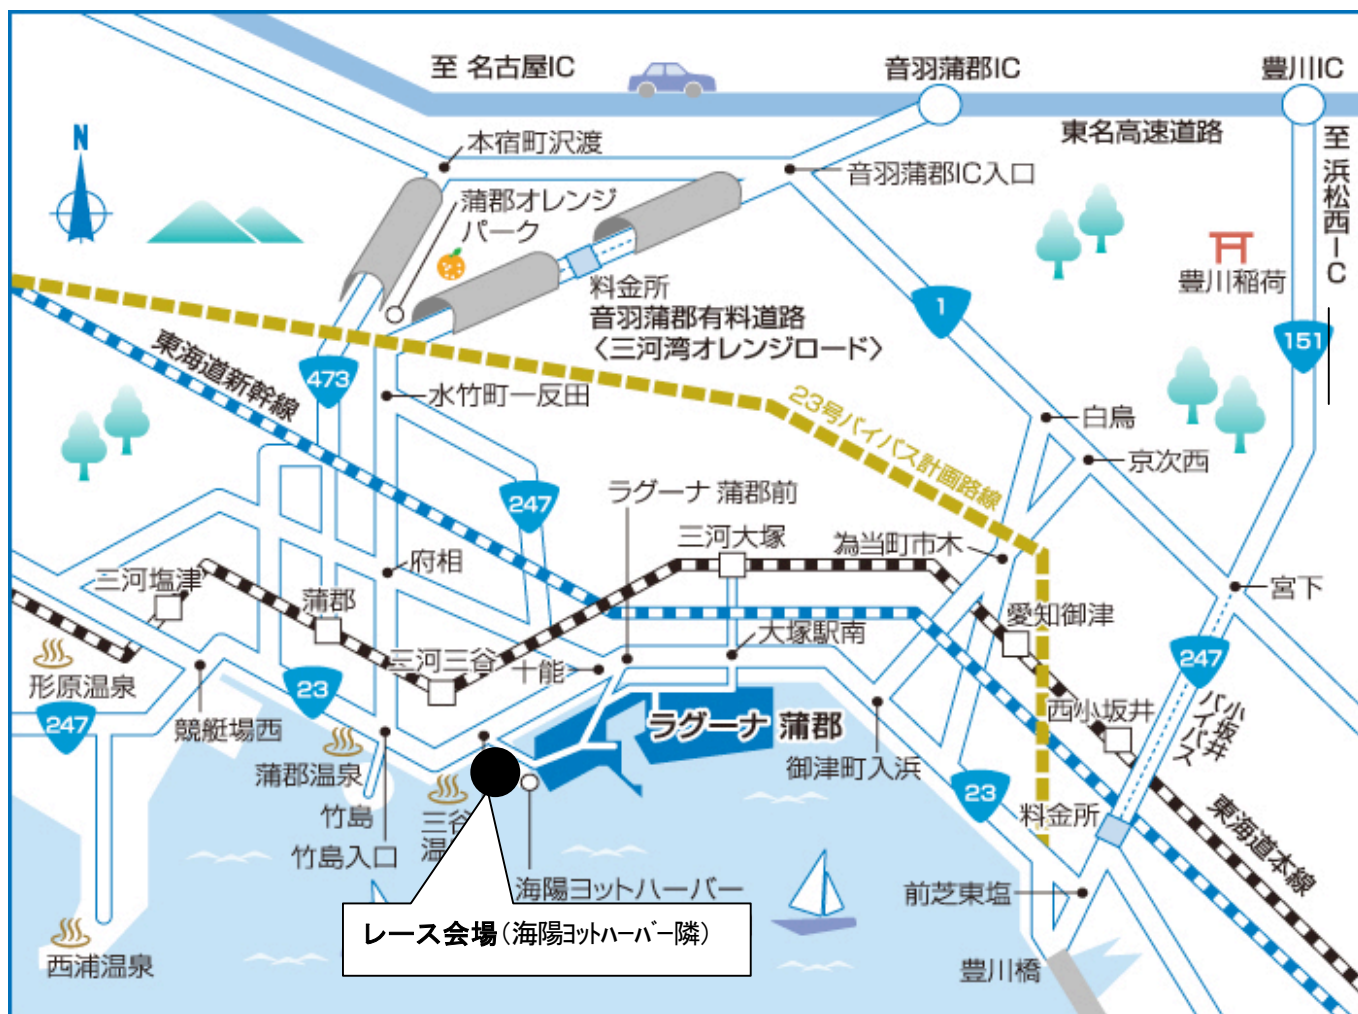 至 名古屋IC
音羽蒲郡IC
豊川IC
東名高速道路
至 浜松西IC
N
本宿町沢渡
音羽蒲郡IC入口
蒲郡オレンジ
パーク
豊川稲荷
料金所
音羽蒲郡有料道路
〈三河湾オレンジロード〉
1
151
東海道新幹線
473
水竹町一反田
23号バイパス計画路線
白鳥
京次西
247
ラグーナ 蒲郡前
三河大塚
為当町市木
府相
三河塩津
蒲郡
宮下
愛知御津
大塚駅南
三河三谷
十能
形原温泉
23
247
247
小坂井
バイパス
西小坂井
競艇場西
ラグーナ 蒲郡
御津町入浜
蒲郡温泉
23
竹島
三谷
温
料金所
竹島入口
東海道本線
海陽ヨットハーバー
前芝東塩
レース会場(海陽ヨットハーバー隣)
西浦温泉
豊川橋